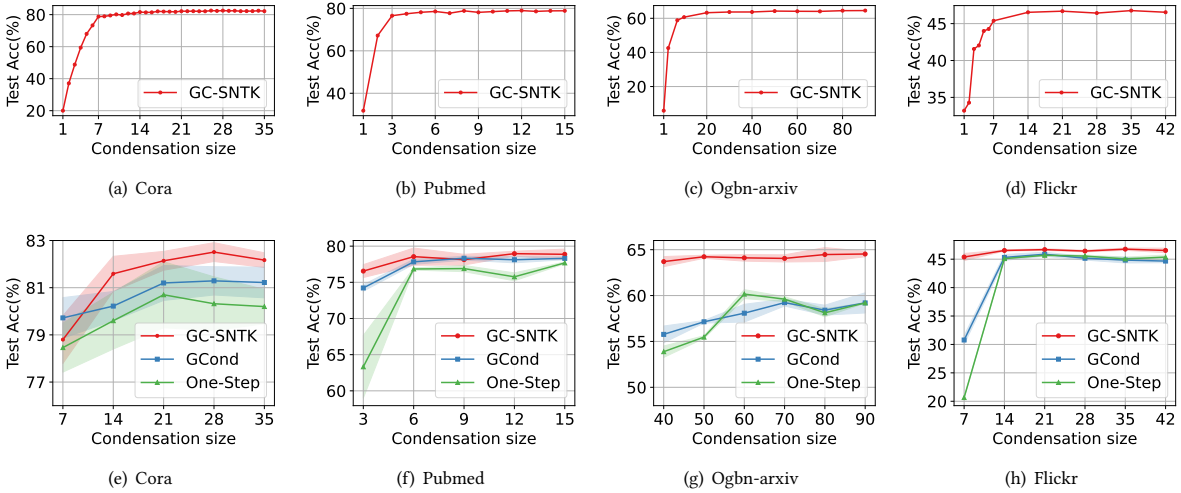 Test Acc(%)
80
60
40
20
GC-SNTK
1 7 14 21 28 35
Condensation size
(a) Cora
Test Acc(%)
80
60
40
GC-SNTK
1 3 6 9 12 15
Condensation size
(b) Pubmed
Test Acc(%)
60
40
20
GC-SNTK
1 20 40 60 80
Condensation size
(c) Ogbn-arxiv
Test Acc(%)
45
40
35
GC-SNTK
1 7 14 21 28 35 42
Condensation size
(d) Flickr
Test Acc(%)
83
81
79
77
GC-SNTK
GCond
One-Step
7 14 21 28 35
Condensation size
(e) Cora
Test Acc(%)
80
75
70
65
60
GC-SNTK
GCond
One-Step
3 6 9 12 15
Condensation size
(f) Pubmed
Test Acc(%)
65
60
55
50
GC-SNTK
GCond
One-Step
40 50 60 70 80 90
Condensation size
(g) Ogbn-arxiv
Test Acc(%)
45
40
35
30
25
20
GC-SNTK
GCond
One-Step
7 14 21 28 35 42
Condensation size
(h) Flickr